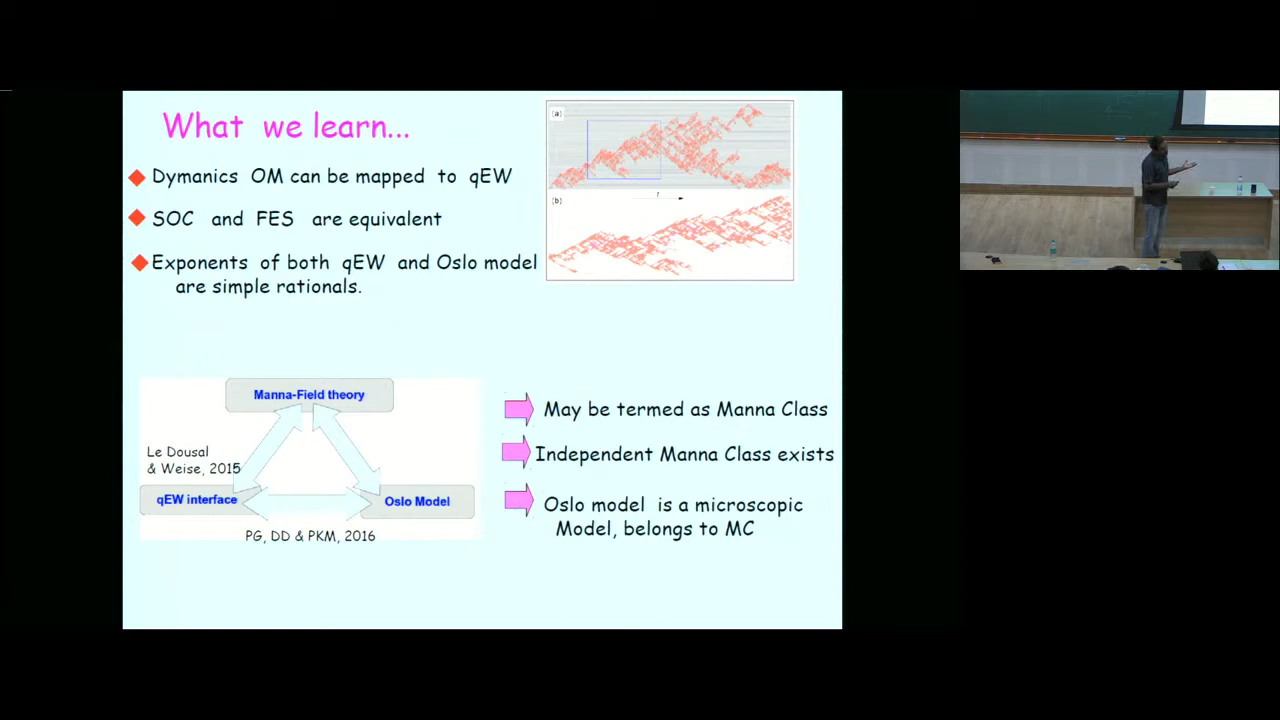 What we learn...
Dymanics OM can be mapped to qEW
SOC and FES are equivalent
Exponents of both qEW and Oslo model
are simple rationals.
(a)
t
(b)
Manna-Field theory
Le Dousal
& Weise, 2015
qEW interface
Oslo Model
PG, DD & PKM, 2016
May be termed as Manna Class
Independent Manna Class exists
Oslo model is a microscopic
Model, belongs to MC